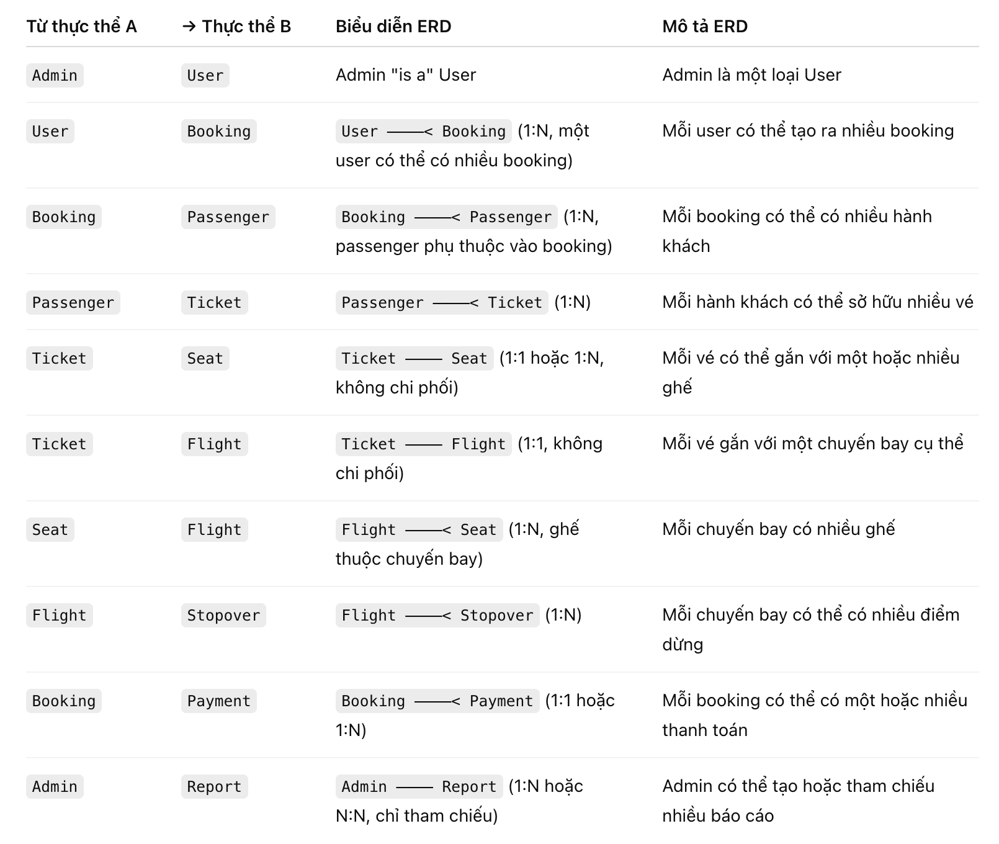 Từ thực thể A → Thực thể B Biểu diễn ERD Mô tả ERD
Admin User Admin "is a" User Admin là một loại User
User Booking User ────< Booking (1:N, một Mỗi user có thể tạo ra nhiều booking
user có thể có nhiều booking)
Booking Passenger Booking ────< Passenger (1:N, Mỗi booking có thể có nhiều hành
passenger phụ thuộc vào booking) khách
Passenger Ticket Passenger ────< Ticket (1:N) Mỗi hành khách có thể sở hữu nhiều vé
Ticket Seat Ticket ──── Seat (1:1 hoặc 1:N, Mỗi vé có thể gắn với một hoặc nhiều
không chi phối) ghế
Ticket Flight Ticket ──── Flight (1:1, không Mỗi vé gắn với một chuyến bay cụ thể
chi phối)
Seat Flight Flight ────< Seat (1:N, ghế Mỗi chuyến bay có nhiều ghế
thuộc chuyến bay)
Flight Stopover Flight ────< Stopover (1:N) Mỗi chuyến bay có thể có nhiều điểm
dừng
Booking Payment Booking ────< Payment (1:1 hoặc Mỗi booking có thể có một hoặc nhiều
1:N) thanh toán
Admin Report Admin ──── Report (1:N hoặc Admin có thể tạo hoặc tham chiếu
N:N, chỉ tham chiếu) nhiều báo cáo